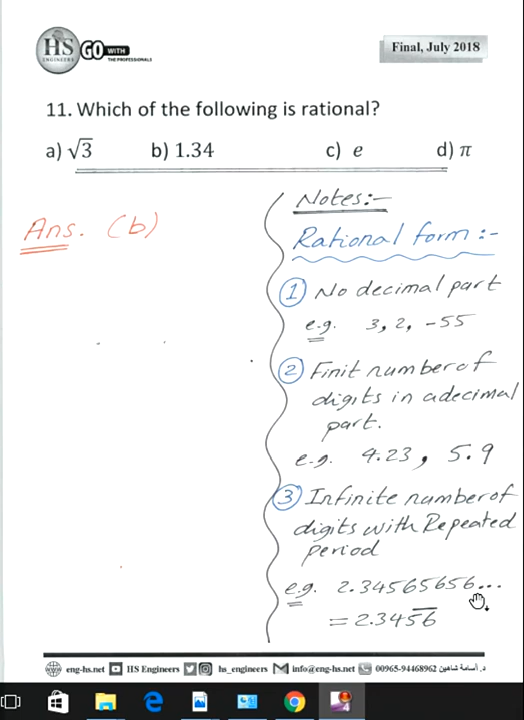 HS
ENGINEERS
GO WITH
THE PROFESSIONALS
Final, July 2018
11. Which of the following is rational?
a) √3 b) 1.34 c) e d) π
Ans. (b)
Notes:-
Rational form:-
1 No decimal part
e.g. 3, 2, -55
2 Finit number of
digits in a decimal
part.
e.g. 4.23, 5.9
3 Infinite number of
digits with Repeated
period
e.g. 2.34565656...
= 2.345̅6̅
eng-hs.net HS Engineers hs_engineers info@eng-hs.net 00965-94468962 د. أسامة شاهين